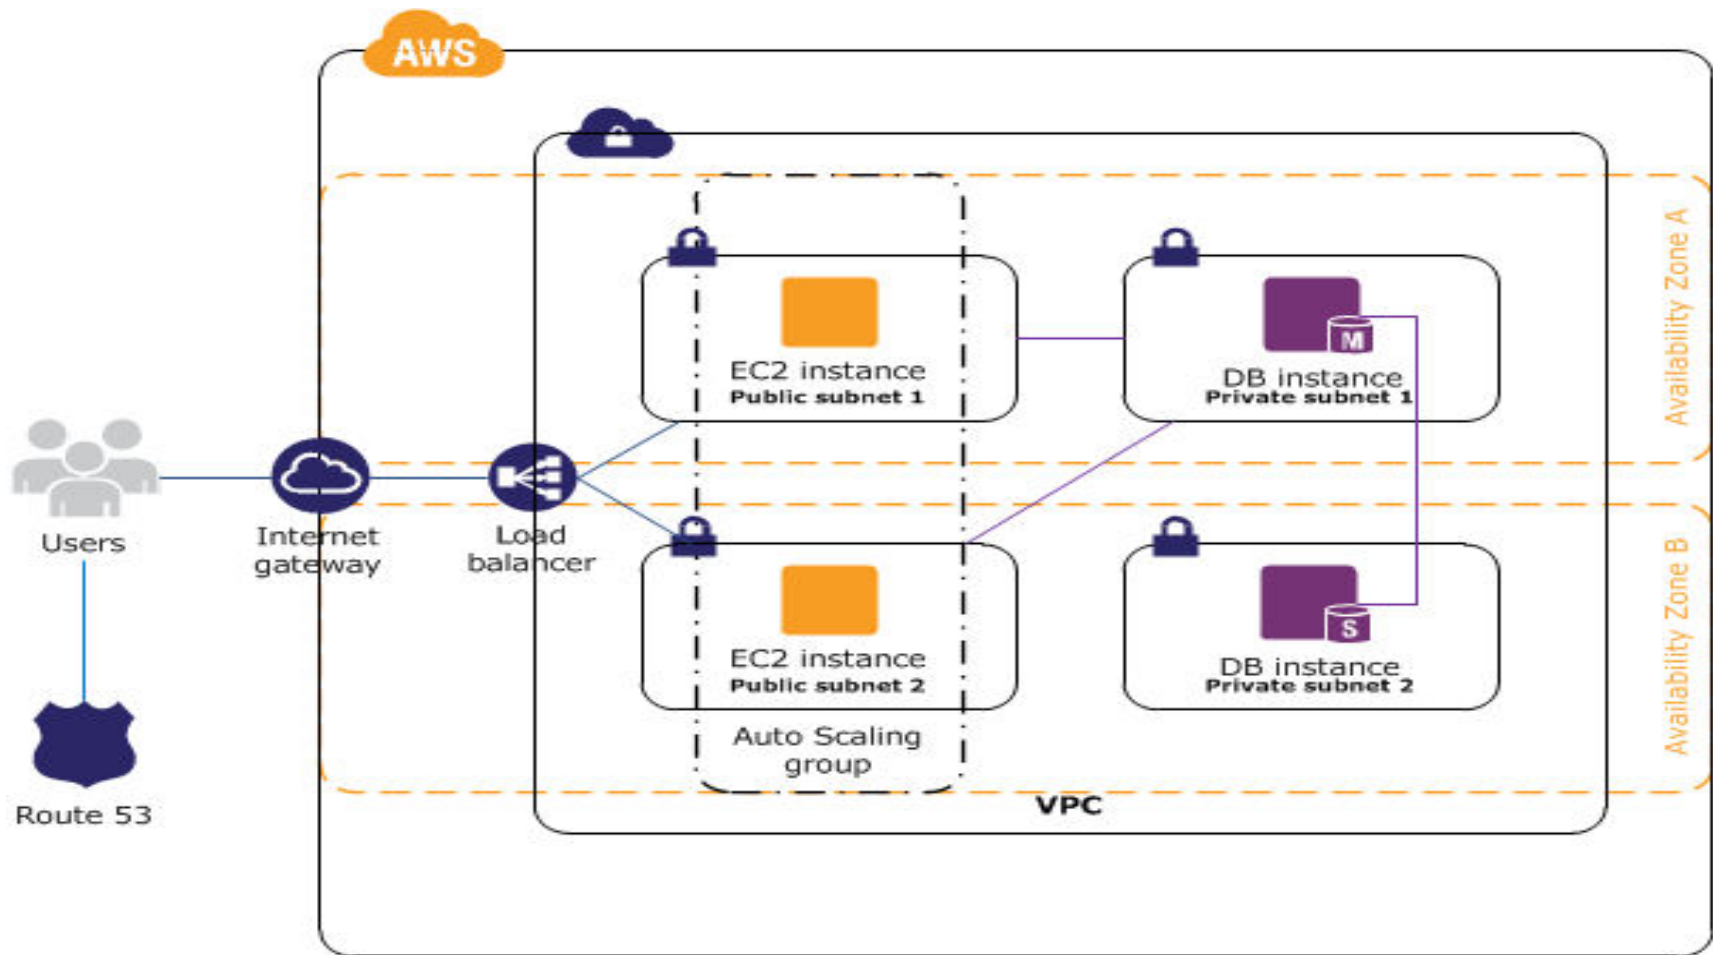 AWS
Availability Zone A
EC2 instance
Public subnet 1
M
DB instance
Private subnet 1
Users
Internet
gateway
Load
balancer
Availability Zone B
EC2 instance
Public subnet 2
S
DB instance
Private subnet 2
Auto Scaling
group
VPC
Route 53